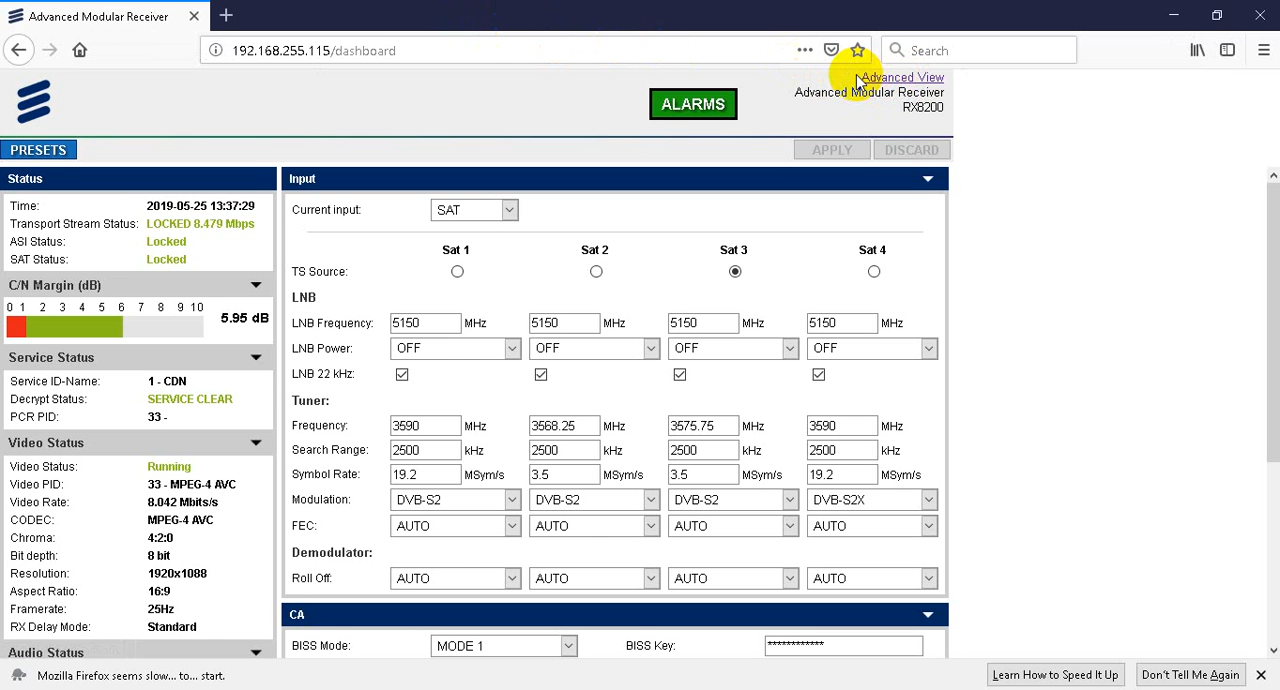 Advanced Modular Receiver
192.168.255.115/dashboard
Search
Advanced View
Advanced Modular Receiver
RX8200
ALARMS
PRESETS
APPLY DISCARD
Status
Time: 2019-05-25 13:37:29
Transport Stream Status: LOCKED 8.479 Mbps
ASI Status: Locked
SAT Status: Locked
C/N Margin (dB)
0 1 2 3 4 5 6 7 8 9 10
5.95 dB
Service Status
Service ID-Name: 1 - CDN
Decrypt Status: SERVICE CLEAR
PCR PID: 33 -
Video Status
Video Status: Running
Video PID: 33 - MPEG-4 AVC
Video Rate: 8.042 Mbits/s
CODEC: MPEG-4 AVC
Chroma: 4:2:0
Bit depth: 8 bit
Resolution: 1920x1088
Aspect Ratio: 16:9
Framerate: 25Hz
RX Delay Mode: Standard
Audio Status
Input
Current input: SAT
Sat 1 Sat 2 Sat 3 Sat 4
TS Source:
LNB
LNB Frequency: 5150 MHz 5150 MHz 5150 MHz 5150 MHz
LNB Power: OFF OFF OFF OFF
LNB 22 kHz:
Tuner:
Frequency: 3590 MHz 3568.25 MHz 3575.75 MHz 3590 MHz
Search Range: 2500 kHz 2500 kHz 2500 kHz 2500 kHz
Symbol Rate: 19.2 MSym/s 3.5 MSym/s 3.5 MSym/s 19.2 MSym/s
Modulation: DVB-S2 DVB-S2 DVB-S2 DVB-S2X
FEC: AUTO AUTO AUTO AUTO
Demodulator:
Roll Off: AUTO AUTO AUTO AUTO
CA
BISS Mode: MODE 1 BISS Key: ************
Mozilla Firefox seems slow... to... start.
Learn How to Speed It Up Don't Tell Me Again